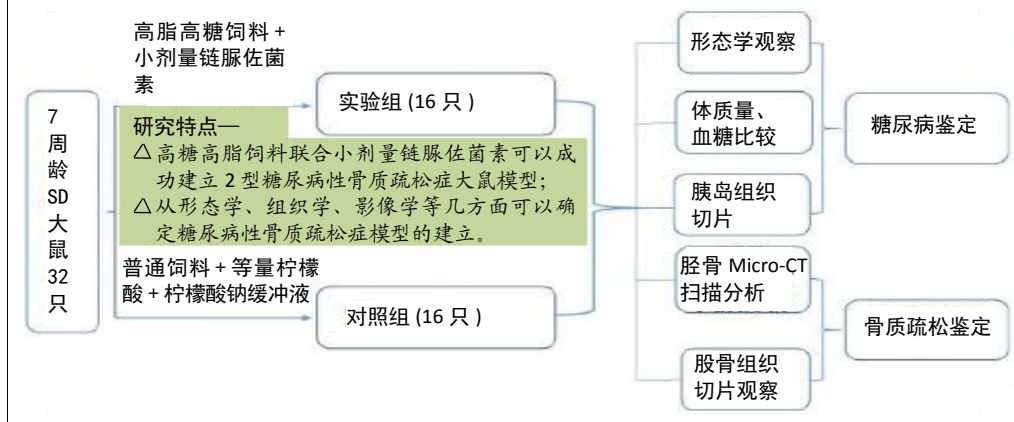 7
周
龄
SD
大
鼠
32
只
高脂高糖饲料 +
小剂量链脲佐菌
素
实验组 (16 只 )
研究特点—
△高糖高脂饲料联合小剂量链脲佐菌素可以成
功建立 2 型糖尿病性骨质疏松症大鼠模型;
△从形态学、组织学、影像学等几方面可以确
定糖尿病性骨质疏松症模型的建立。
普通饲料 + 等量柠檬
酸 + 柠檬酸钠缓冲液
对照组 (16 只 )
形态学观察
体质量、
血糖比较
胰岛组织
切片
胫骨 Micro-CT
扫描分析
股骨组织
切片观察
糖尿病鉴定
骨质疏松鉴定